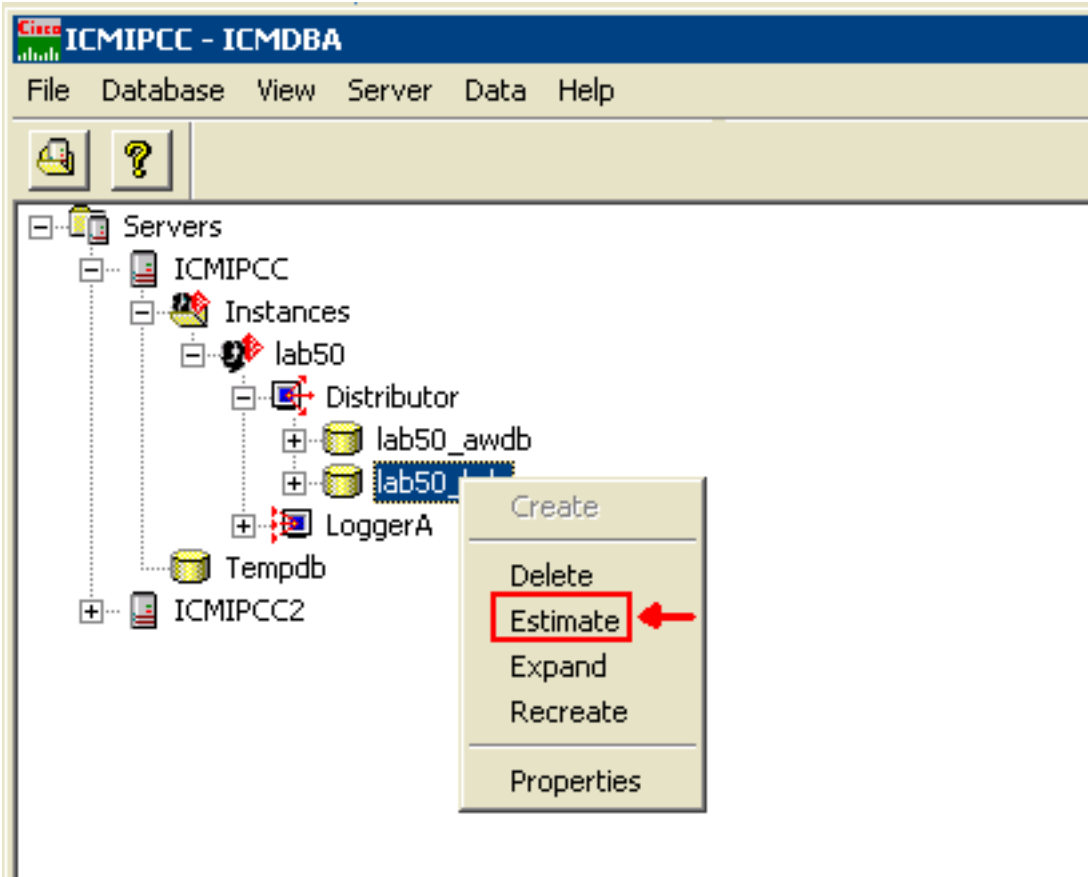 Cisco
ICMIPCC - ICMDBA
File Database View Server Data Help
Servers
ICMIPCC
Instances
lab50
Distributor
lab50_awdb
lab50
LoggerA
Tempdb
ICMIPCC2
Create
Delete
Estimate
Expand
Recreate
Properties